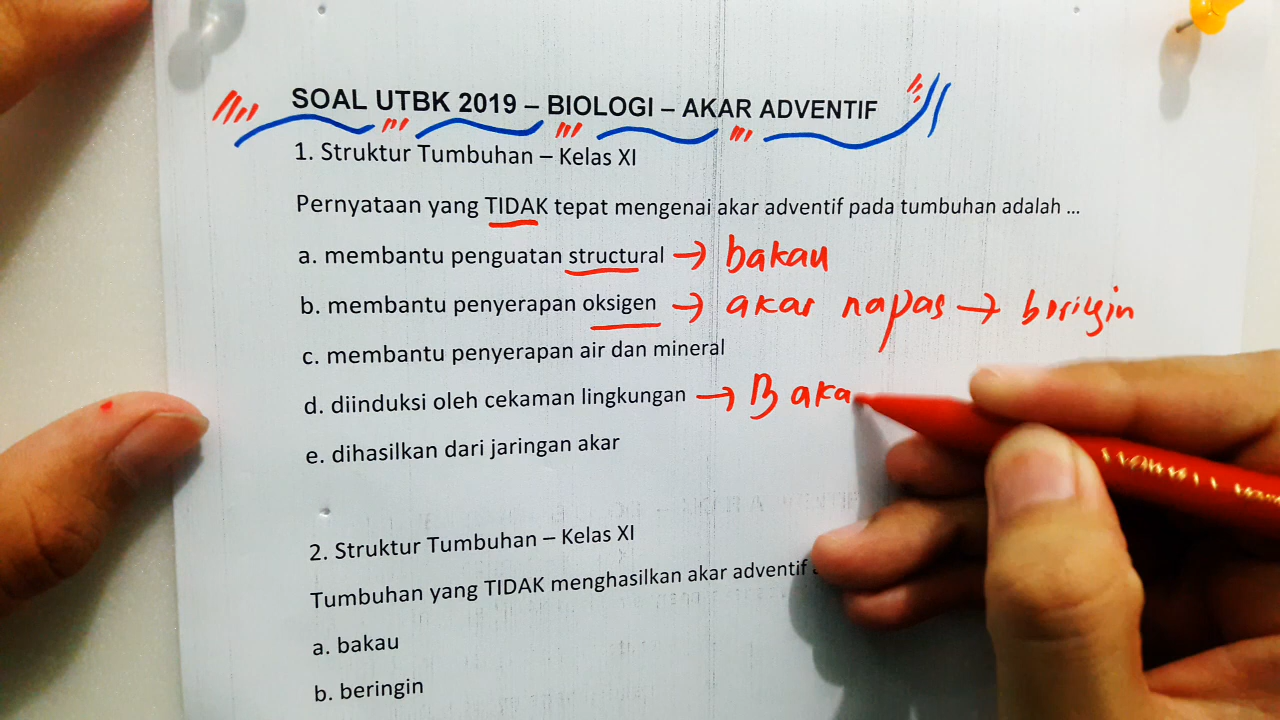 SOAL UTBK 2019 – BIOLOGI – AKAR ADVENTIF
1. Struktur Tumbuhan – Kelas XI
Pernyataan yang TIDAK tepat mengenai akar adventif pada tumbuhan adalah ...
a. membantu penguatan structural → bakau
b. membantu penyerapan oksigen → akar napas → beringin
c. membantu penyerapan air dan mineral
d. diinduksi oleh cekaman lingkungan → Baka
e. dihasilkan dari jaringan akar
2. Struktur Tumbuhan – Kelas XI
Tumbuhan yang TIDAK menghasilkan akar adventif
a. bakau
b. beringin